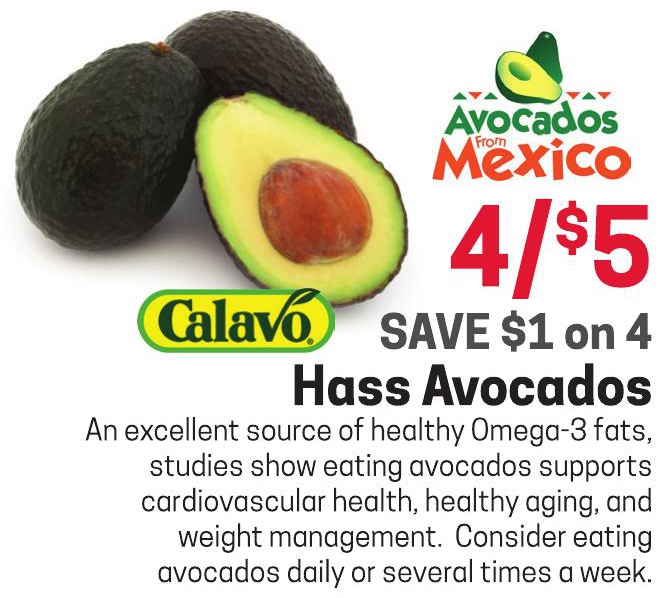 Avocados
From
Mexico
4/$5
Calavo®
SAVE $1 on 4
Hass Avocados
An excellent source of healthy Omega-3 fats,
studies show eating avocados supports
cardiovascular health, healthy aging, and
weight management.  Consider eating
avocados daily or several times a week.